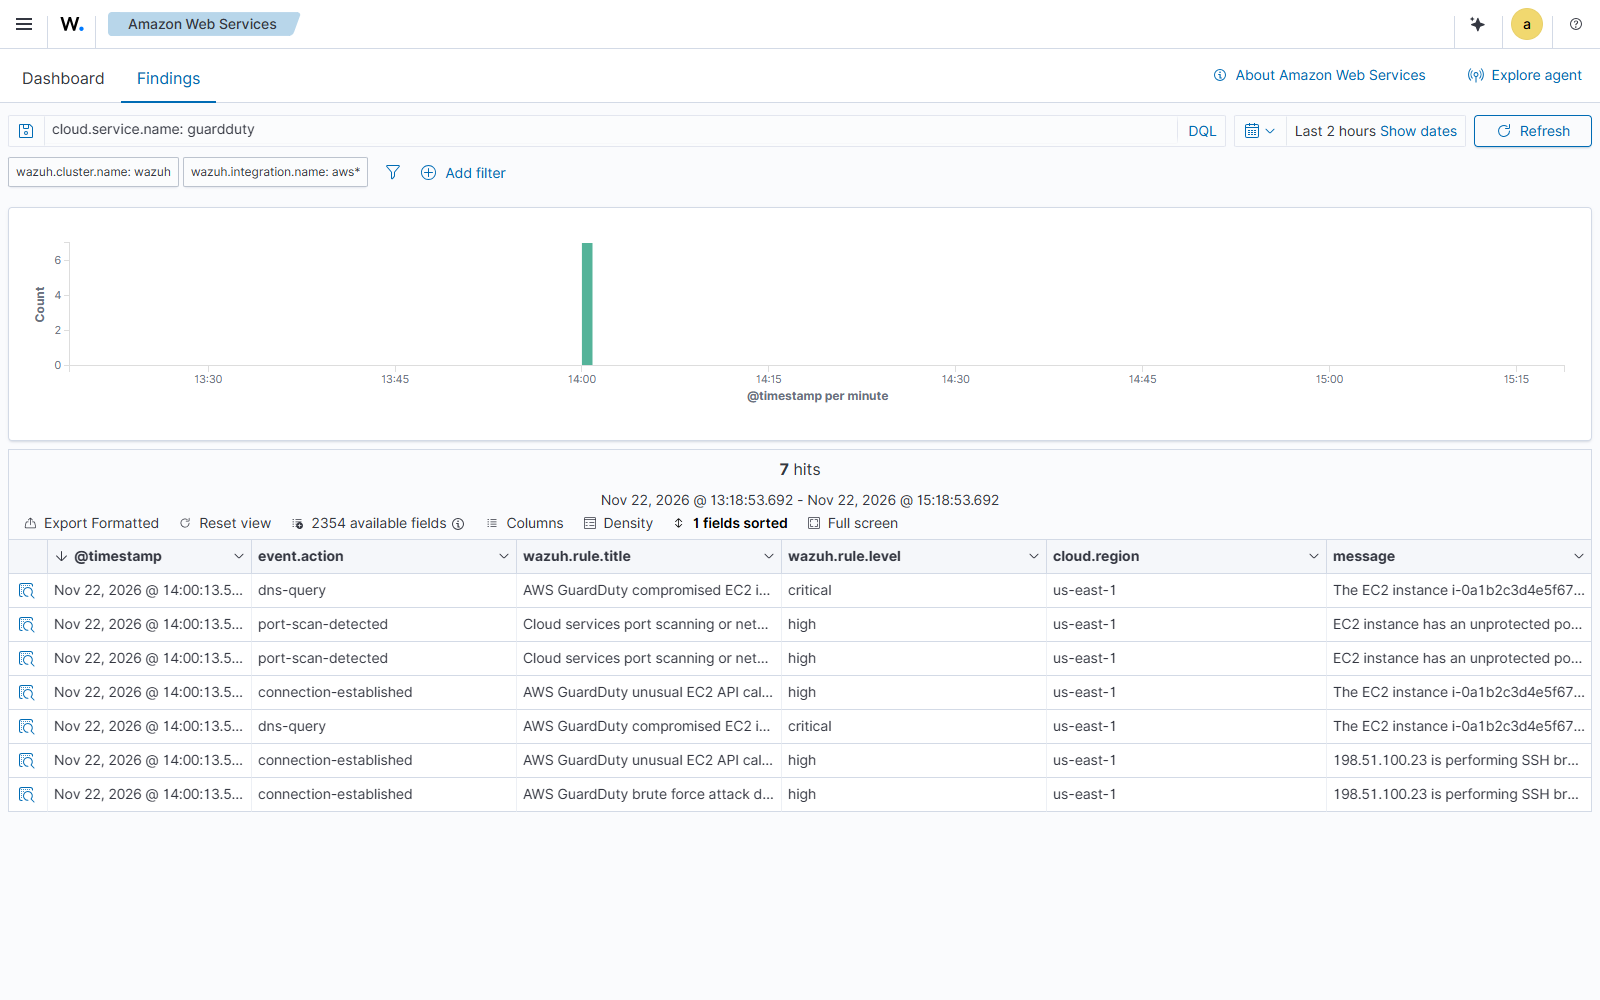 W.
Amazon Web Services
a
Dashboard
Findings
About Amazon Web Services
Explore agent
cloud.service.name: guardduty
DQL
Last 2 hours Show dates
Refresh
wazuh.cluster.name: wazuh
wazuh.integration.name: aws*
Add filter
Count
6
4
2
0
13:30
13:45
14:00
14:15
14:30
14:45
15:00
15:15
@timestamp per minute
7 hits
Nov 22, 2026 @ 13:18:53.692 - Nov 22, 2026 @ 15:18:53.692
Export Formatted
Reset view
2354 available fields
Columns
Density
1 fields sorted
Full screen
@timestamp event.action wazuh.rule.title wazuh.rule.level cloud.region message
Nov 22, 2026 @ 14:00:13.5... dns-query AWS GuardDuty compromised EC2 i... critical us-east-1 The EC2 instance i-0a1b2c3d4e5f67...
Nov 22, 2026 @ 14:00:13.5... port-scan-detected Cloud services port scanning or net... high us-east-1 EC2 instance has an unprotected po...
Nov 22, 2026 @ 14:00:13.5... port-scan-detected Cloud services port scanning or net... high us-east-1 EC2 instance has an unprotected po...
Nov 22, 2026 @ 14:00:13.5... connection-established AWS GuardDuty unusual EC2 API cal... high us-east-1 The EC2 instance i-0a1b2c3d4e5f67...
Nov 22, 2026 @ 14:00:13.5... dns-query AWS GuardDuty compromised EC2 i... critical us-east-1 The EC2 instance i-0a1b2c3d4e5f67...
Nov 22, 2026 @ 14:00:13.5... connection-established AWS GuardDuty unusual EC2 API cal... high us-east-1 198.51.100.23 is performing SSH br...
Nov 22, 2026 @ 14:00:13.5... connection-established AWS GuardDuty brute force attack d... high us-east-1 198.51.100.23 is performing SSH br...